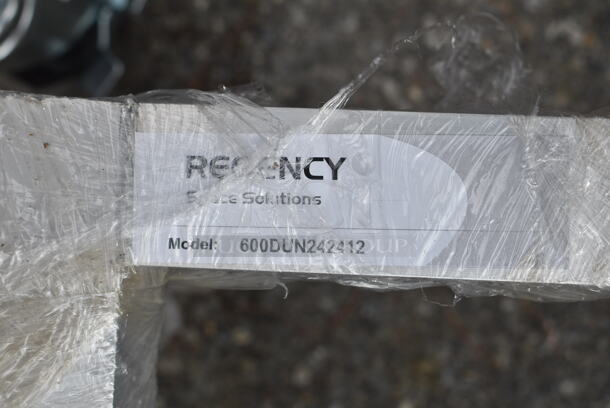 REGENCY
Space Solutions
Model: 600DUN242412